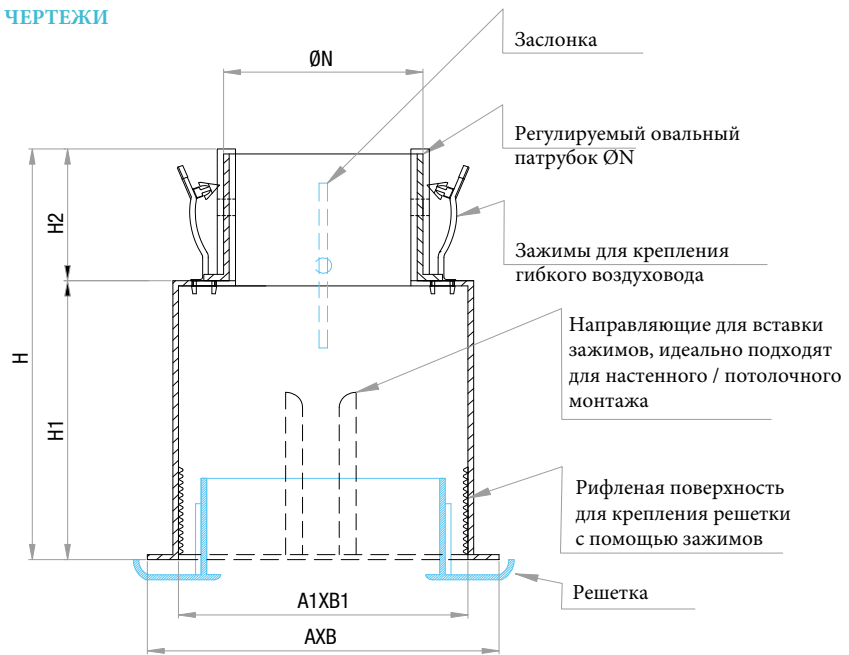 ЧЕРТЕЖИ
ØN
Заслонка
Регулируемый овальный
патрубок ØN
Зажимы для крепления
гибкого воздуховода
Направляющие для вставки
зажимов, идеально подходят
для настенного / потолочного
монтажа
Рифленая поверхность
для крепления решетки
с помощью зажимов
Решетка
H
H2
H1
A1XB1
AXB